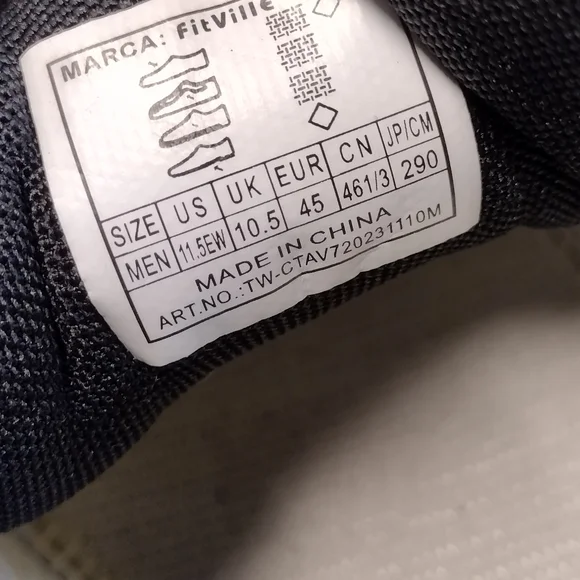 MARCA: FitVille
SIZE US UK EUR CN JP/CM
MEN 11.5EW 10.5 45 461/3 290
MADE IN CHINA
ART.NO.:TW-CTAV720231110M